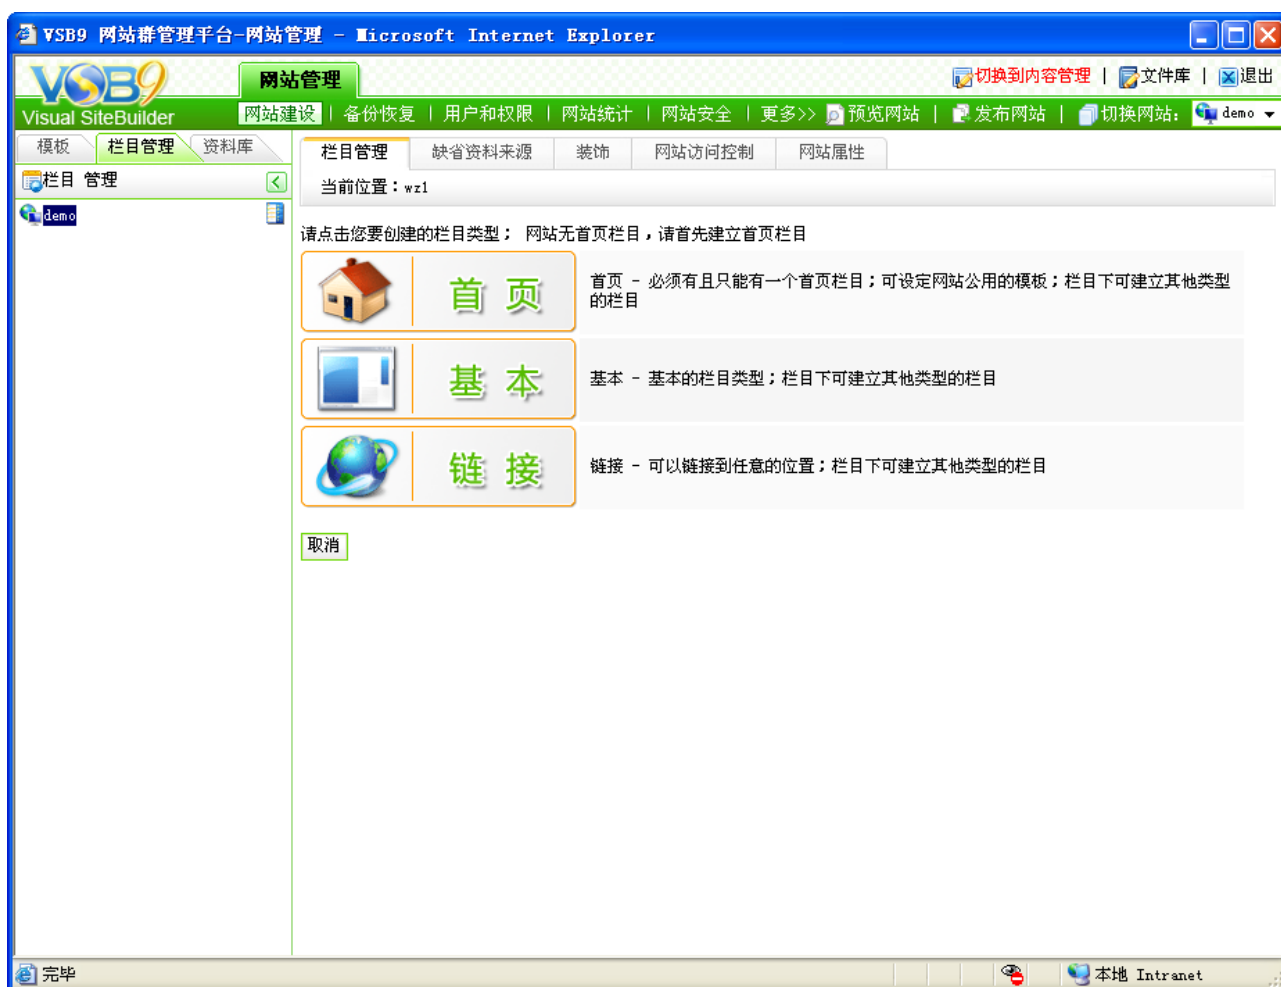 VSB9 网站群管理平台-网站管理 - Microsoft Internet Explorer
VSB9
Visual SiteBuilder
网站管理
切换到内容管理 | 文件库 | 退出
网站建设 | 备份恢复 | 用户和权限 | 网站统计 | 网站安全 | 更多>> 预览网站 | 发布网站 | 切换网站: demo
模板 栏目管理 资料库
栏目 管理
demo
栏目管理 缺省资料来源 装饰 网站访问控制 网站属性
当前位置：wz1
请点击您要创建的栏目类型； 网站无首页栏目，请首先建立首页栏目
首页
首页 - 必须有且只能有一个首页栏目；可设定网站公用的模板；栏目下可建立其他类型
的栏目
基本
基本 - 基本的栏目类型；栏目下可建立其他类型的栏目
链接
链接 - 可以链接到任意的位置；栏目下可建立其他类型的栏目
取消
完毕
本地 Intranet